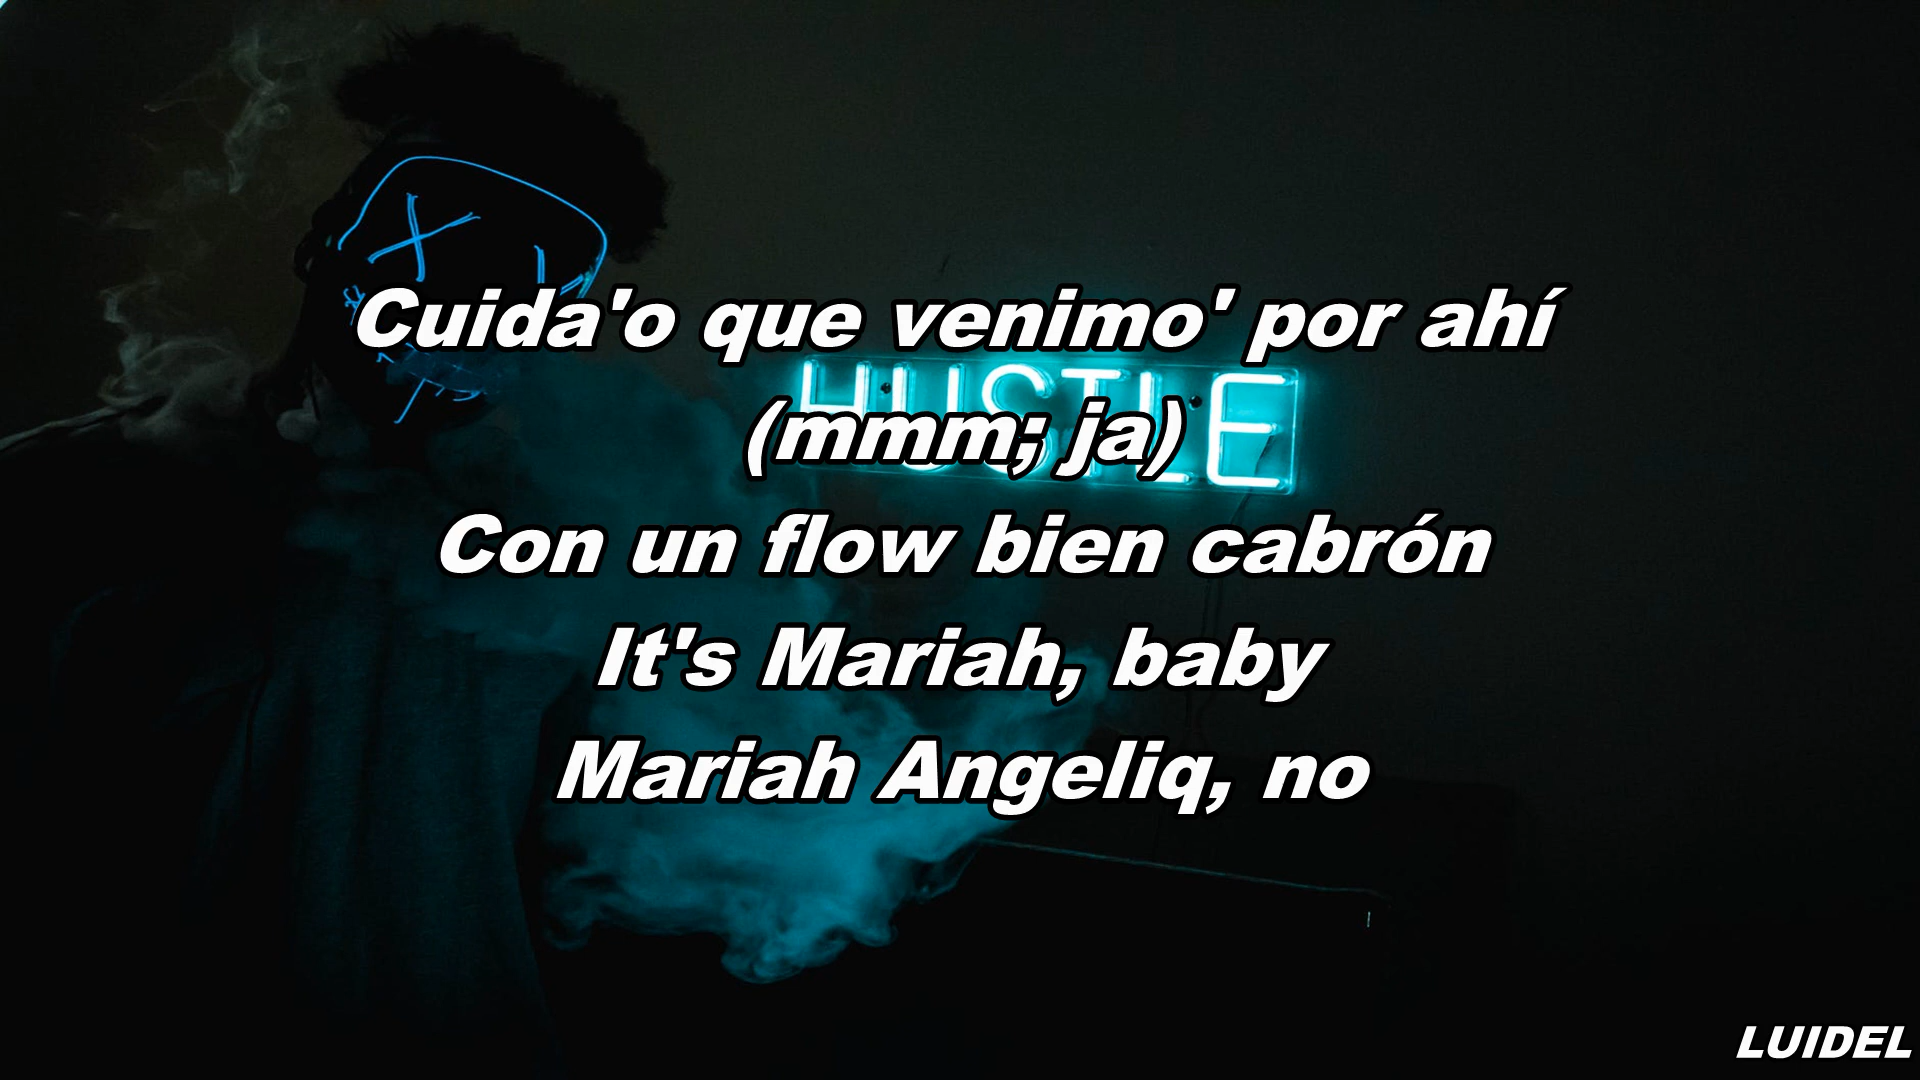 Cuida'o que venimo' por ahí
HUSTLE
(mmm; ja)
Con un flow bien cabrón
It's Mariah, baby
Mariah Angeliq, no
LUIDEL